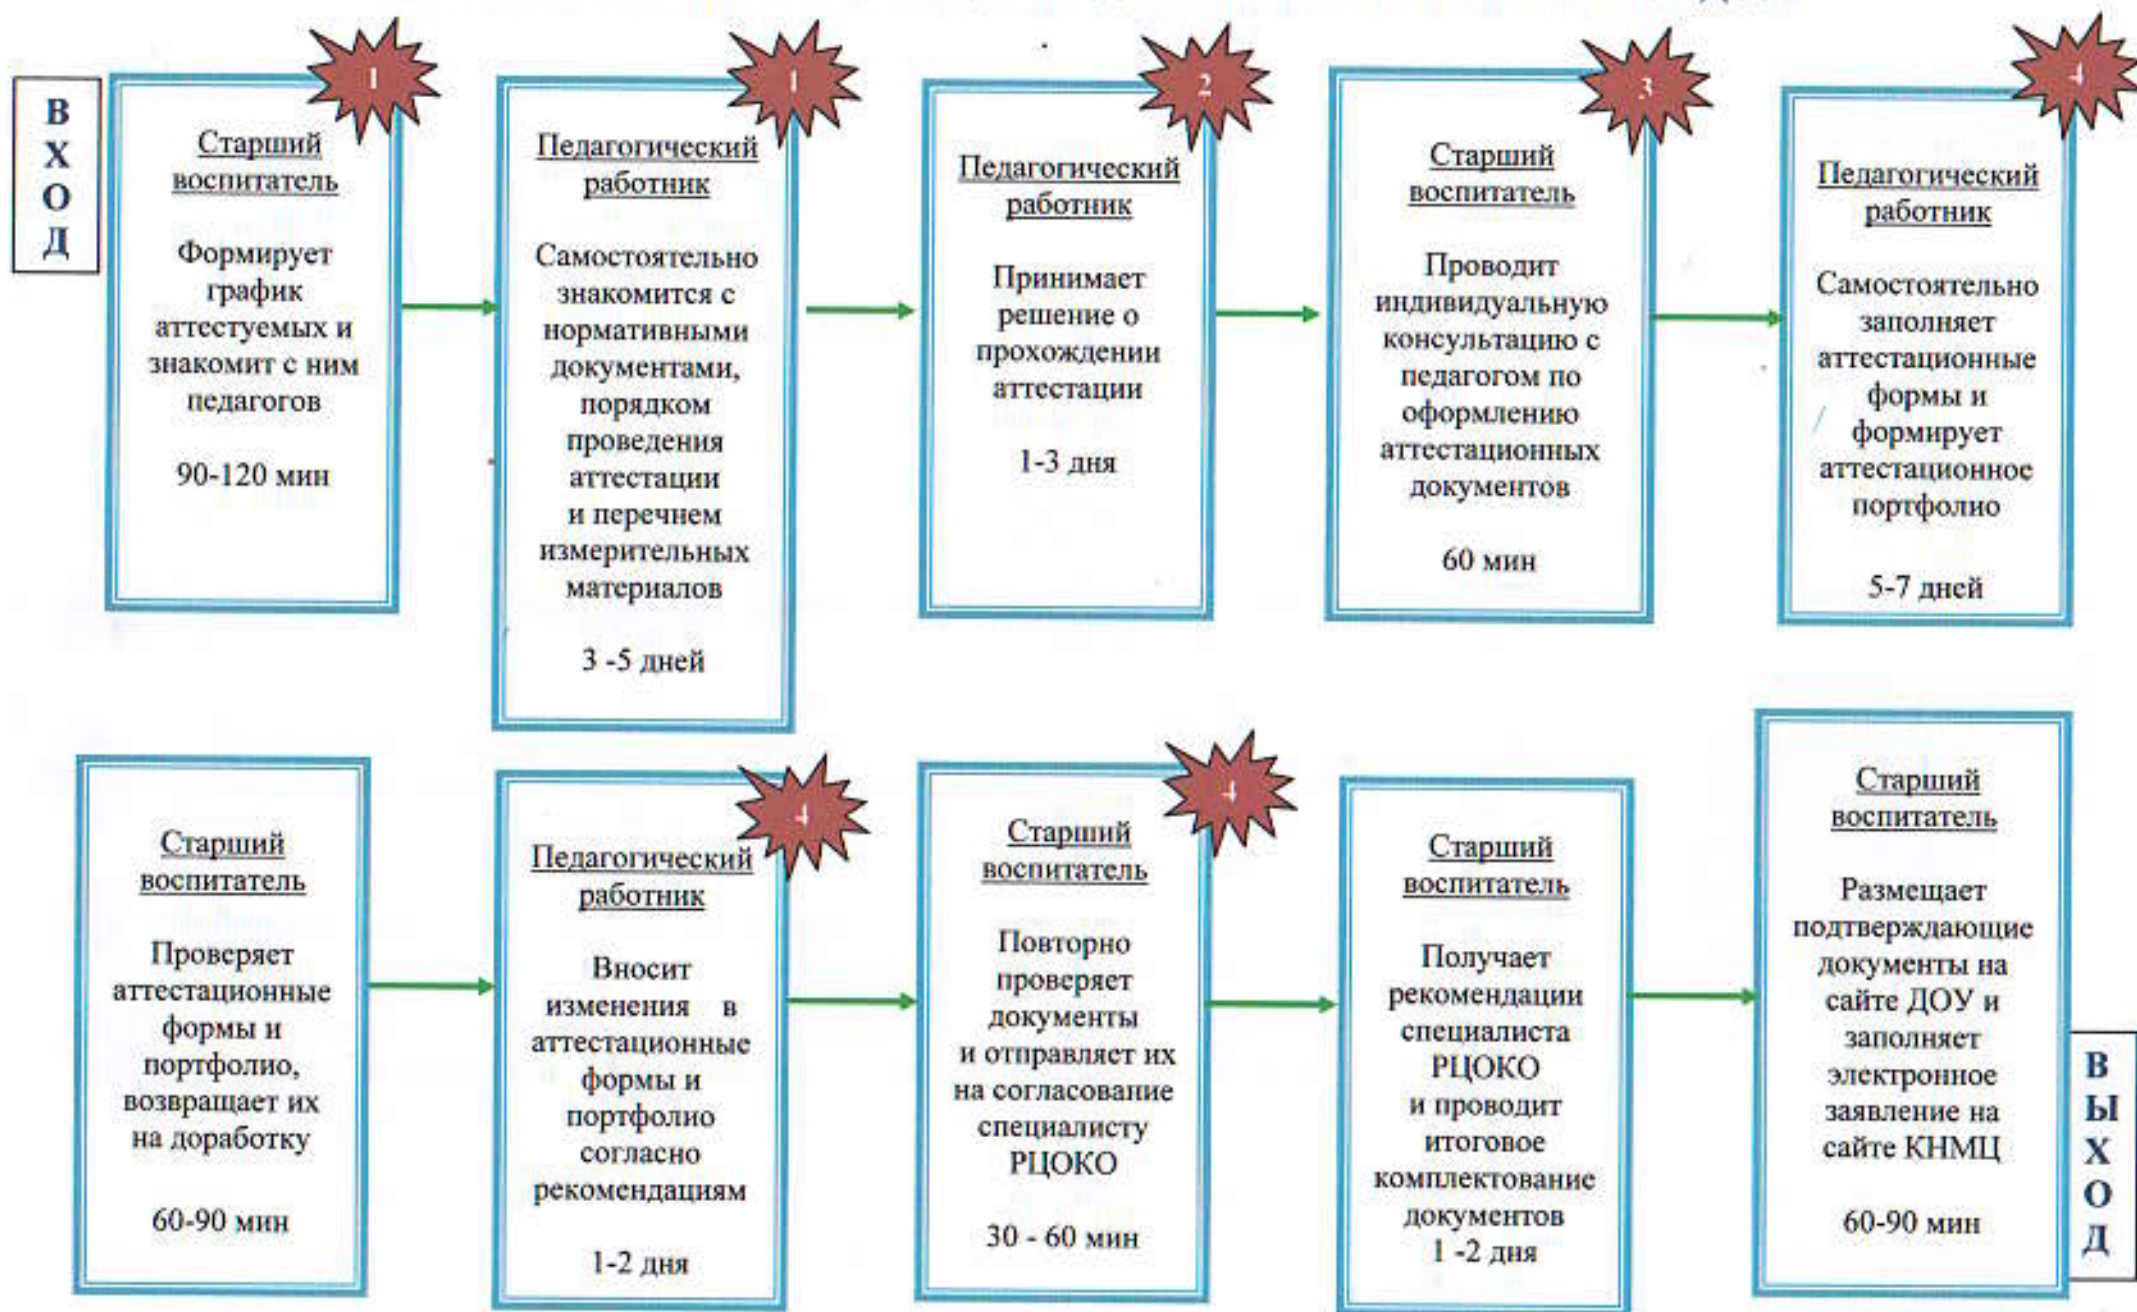 ВХОД
1
Старший
воспитатель
Формирует
график
аттестуемых и
знакомит с ним
педагогов
90-120 мин
1
Педагогический
работник
Самостоятельно
знакомится с
нормативными
документами,
порядком
проведения
аттестации
и перечнем
измерительных
материалов
3 -5 дней
2
Педагогический
работник
Принимает
решение о
прохождении
аттестации
1-3 дня
3
Старший
воспитатель
Проводит
индивидуальную
консультацию с
педагогом по
оформлению
аттестационных
документов
60 мин
4
Педагогический
работник
Самостоятельно
заполняет
аттестационные
формы и
формирует
аттестационное
портфолио
5-7 дней
Старший
воспитатель
Проверяет
аттестационные
формы и
портфолио,
возвращает их
на доработку
60-90 мин
4
Педагогический
работник
Вносит
изменения в
аттестационные
формы и
портфолио
согласно
рекомендациям
1-2 дня
4
Старший
воспитатель
Повторно
проверяет
документы
и отправляет их
на согласование
специалисту
РЦОКО
30 - 60 мин
Старший
воспитатель
Получает
рекомендации
специалиста
РЦОКО
и проводит
итоговое
комплектование
документов
1 -2 дня
Старший
воспитатель
Размещает
подтверждающие
документы на
сайте ДОУ и
заполняет
электронное
заявление на
сайте КНМЦ
60-90 мин
ВЫХОД